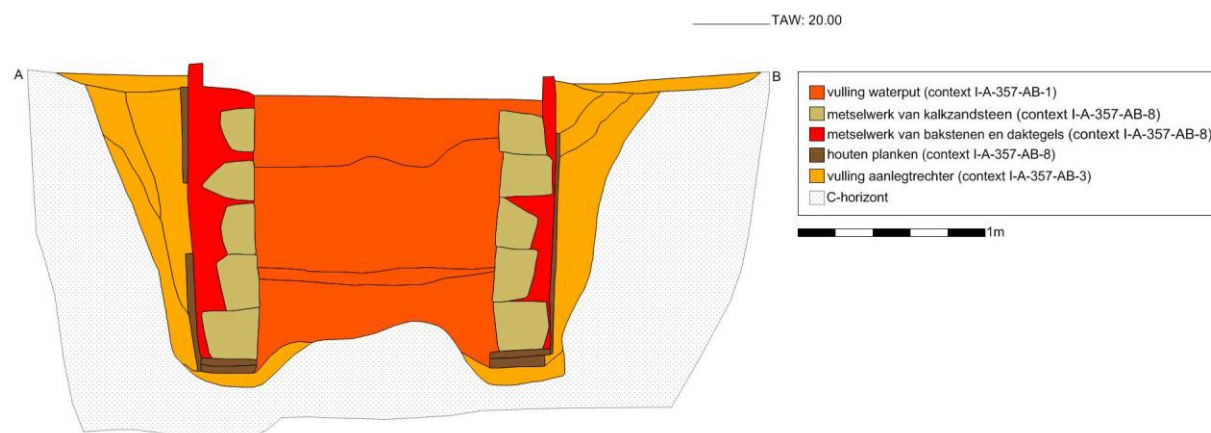 TAW: 20.00
A
B
vulling waterput (context I-A-357-AB-1)
metselwerk van kalkzandsteen (context I-A-357-AB-8)
metselwerk van bakstenen en daktegels (context I-A-357-AB-8)
houten planken (context I-A-357-AB-8)
vulling aanlegtrechter (context I-A-357-AB-3)
C-horizont
1m